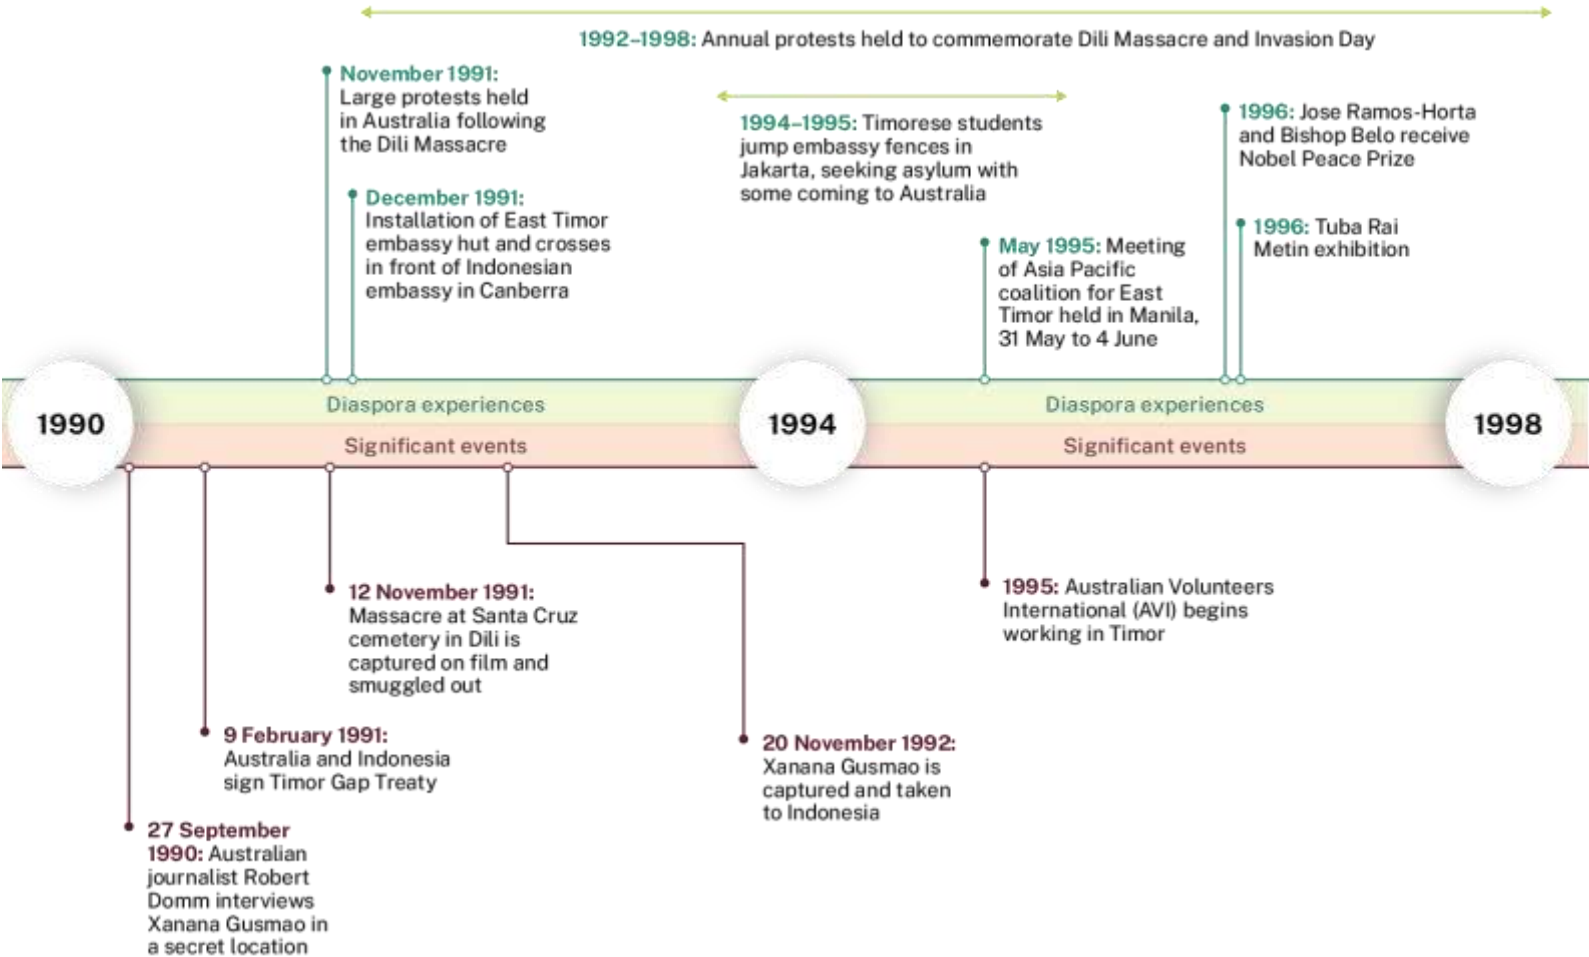 1992–1998: Annual protests held to commemorate Dili Massacre and Invasion Day
November 1991:
Large protests held
in Australia following
the Dili Massacre
December 1991:
Installation of East Timor
embassy hut and crosses
in front of Indonesian
embassy in Canberra
1994–1995: Timorese students
jump embassy fences in
Jakarta, seeking asylum with
some coming to Australia
May 1995: Meeting
of Asia Pacific
coalition for East
Timor held in Manila,
31 May to 4 June
1996: Jose Ramos-Horta
and Bishop Belo receive
Nobel Peace Prize
1996: Tuba Rai
Metin exhibition
1990
Diaspora experiences
Significant events
1994
Diaspora experiences
Significant events
1998
27 September
1990: Australian
journalist Robert
Domm interviews
Xanana Gusmao in
a secret location
9 February 1991:
Australia and Indonesia
sign Timor Gap Treaty
12 November 1991:
Massacre at Santa Cruz
cemetery in Dili is
captured on film and
smuggled out
20 November 1992:
Xanana Gusmao is
captured and taken
to Indonesia
1995: Australian Volunteers
International (AVI) begins
working in Timor